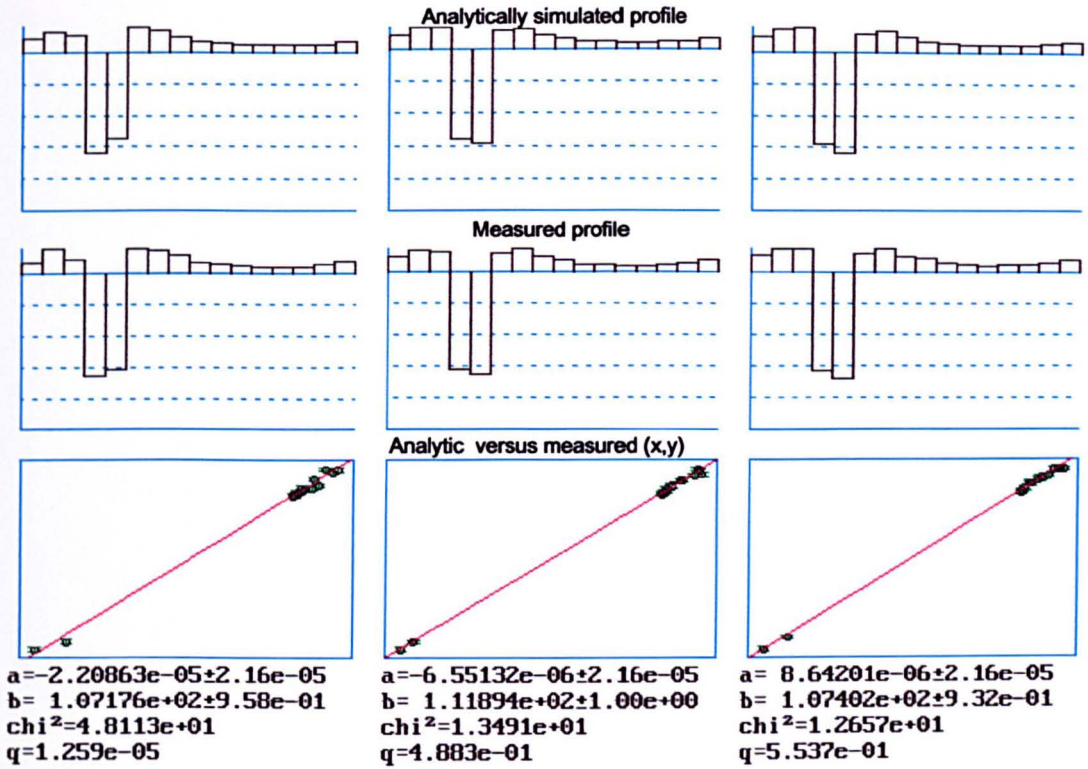 Analytically simulated profile
Measured profile
Analytic versus measured (x,y)
a=-2.20863e-05±2.16e-05
b= 1.07176e+02±9.58e-01
chi²=4.8113e+01
q=1.259e-05
a=-6.55132e-06±2.16e-05
b= 1.11894e+02±1.00e+00
chi²=1.3491e+01
q=4.883e-01
a= 8.64201e-06±2.16e-05
b= 1.07402e+02±9.32e-01
chi²=1.2657e+01
q=5.537e-01